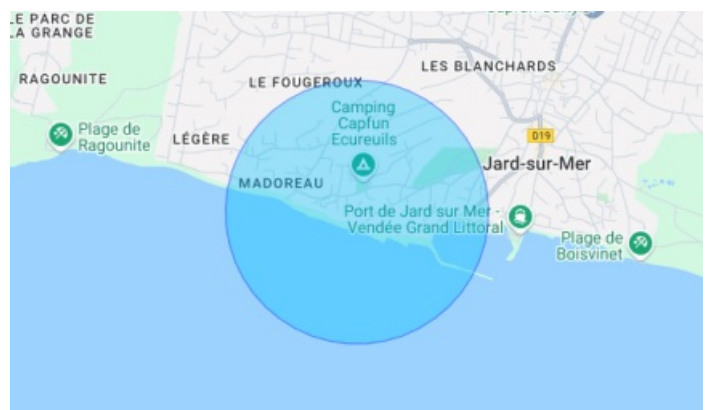 LE PARC DE
LA GRANGE
RAGOUNITE
LE FOUGEROUX
LES BLANCHARDS
Plage de
Ragounite
LÉGÈRE
Camping
Capfun
Ecureuils
D19
Jard-sur-Mer
MADOREAU
Port de Jard sur Mer -
Vendée Grand Littoral
Plage de
Boisvinet